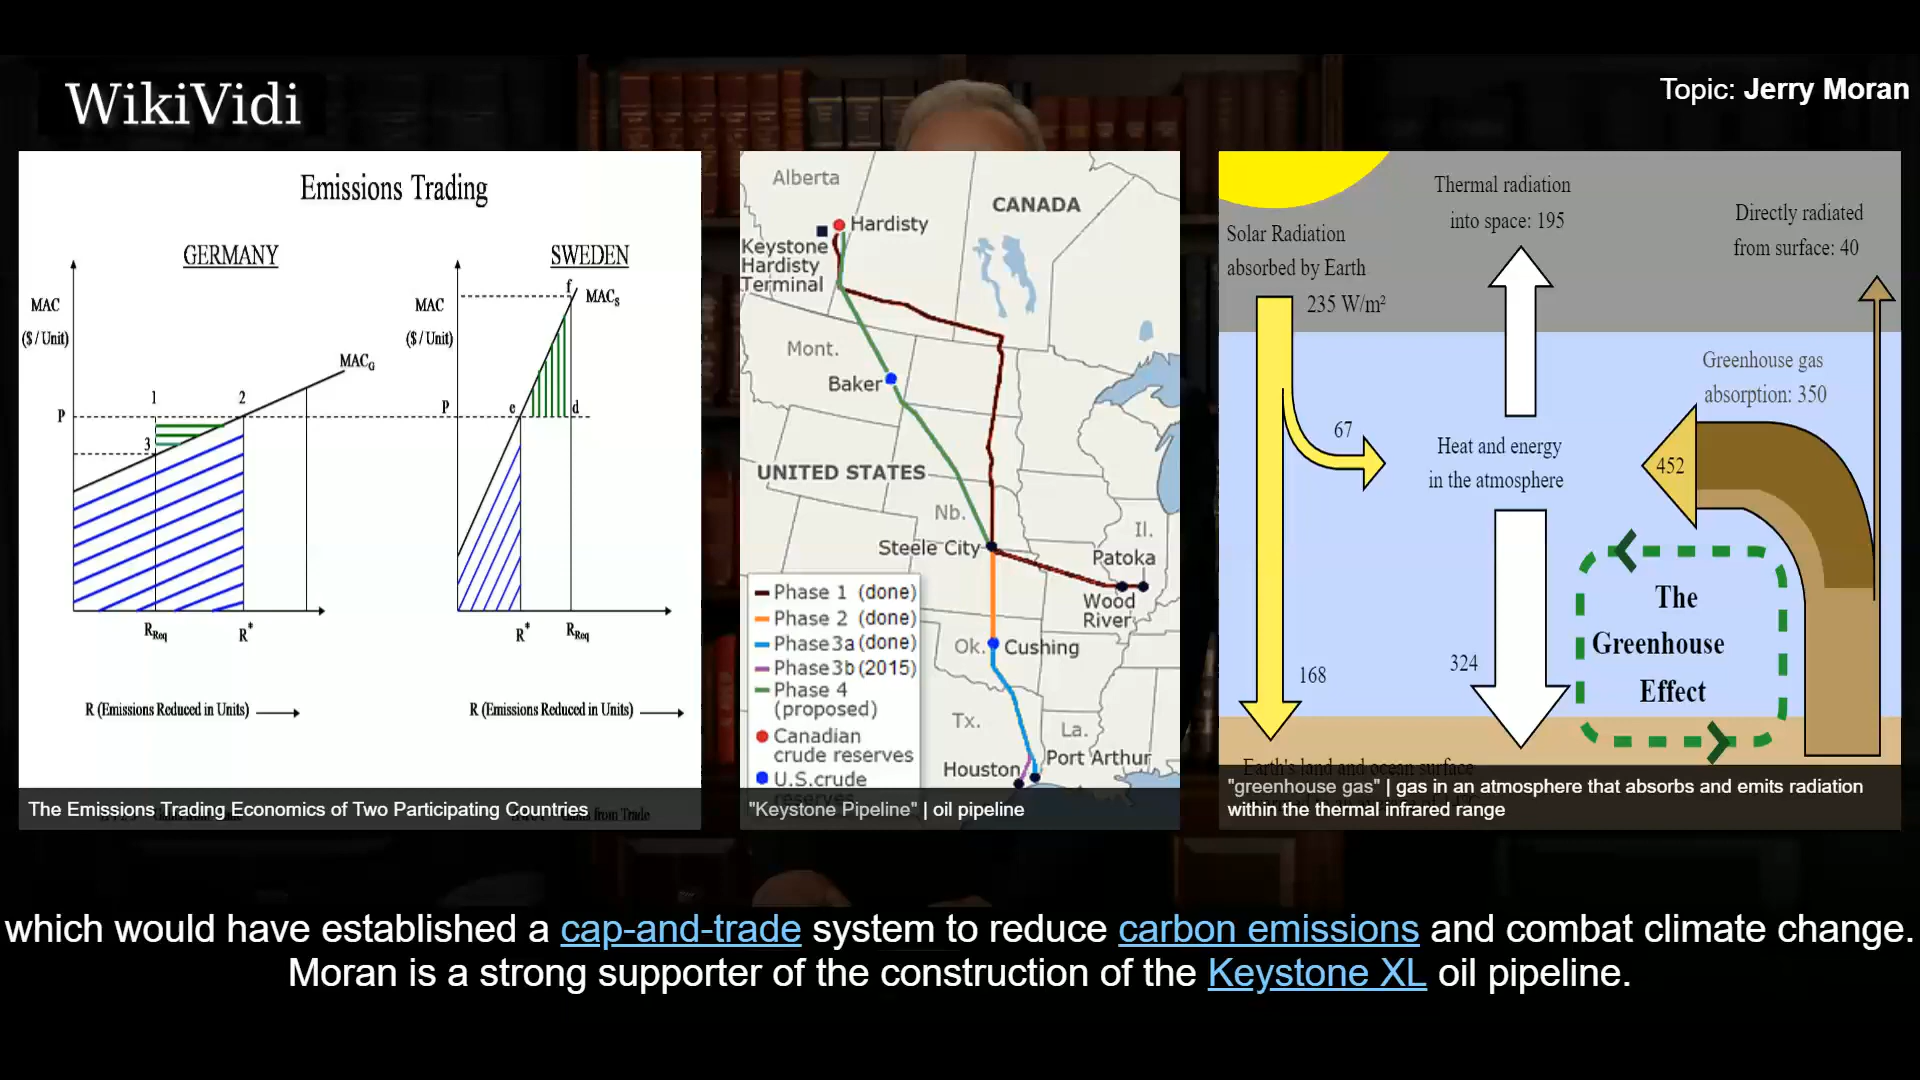 WikiVidi
Topic: Jerry Moran
Emissions Trading
GERMANY
SWEDEN
MAC
($ / Unit)
MAC_G
P
1
2
3
R_Req
R*
R (Emissions Reduced in Units)
MAC
($ / Unit)
f
MAC_S
P
e
d
R*
R_Req
R (Emissions Reduced in Units)
The Emissions Trading Economics of Two Participating Countries
Alberta
CANADA
Hardisty
Keystone
Hardisty
Terminal
Mont.
Baker
UNITED STATES
Nb.
Il.
Steele City
Patoka
Wood
River
Phase 1 (done)
Phase 2 (done)
Phase3a (done)
Phase3b (2015)
Phase 4
(proposed)
Canadian
crude reserves
U.S.crude
reserves
Ok.
Cushing
Tx.
La.
Houston
Port Arthur
"Keystone Pipeline" | oil pipeline
Solar Radiation
absorbed by Earth
235 W/m²
Thermal radiation
into space: 195
Directly radiated
from surface: 40
Greenhouse gas
absorption: 350
67
Heat and energy
in the atmosphere
452
168
324
The
Greenhouse
Effect
Earth's land and ocean surface
"greenhouse gas" | gas in an atmosphere that absorbs and emits radiation
within the thermal infrared range
which would have established a cap-and-trade system to reduce carbon emissions and combat climate change.
Moran is a strong supporter of the construction of the Keystone XL oil pipeline.